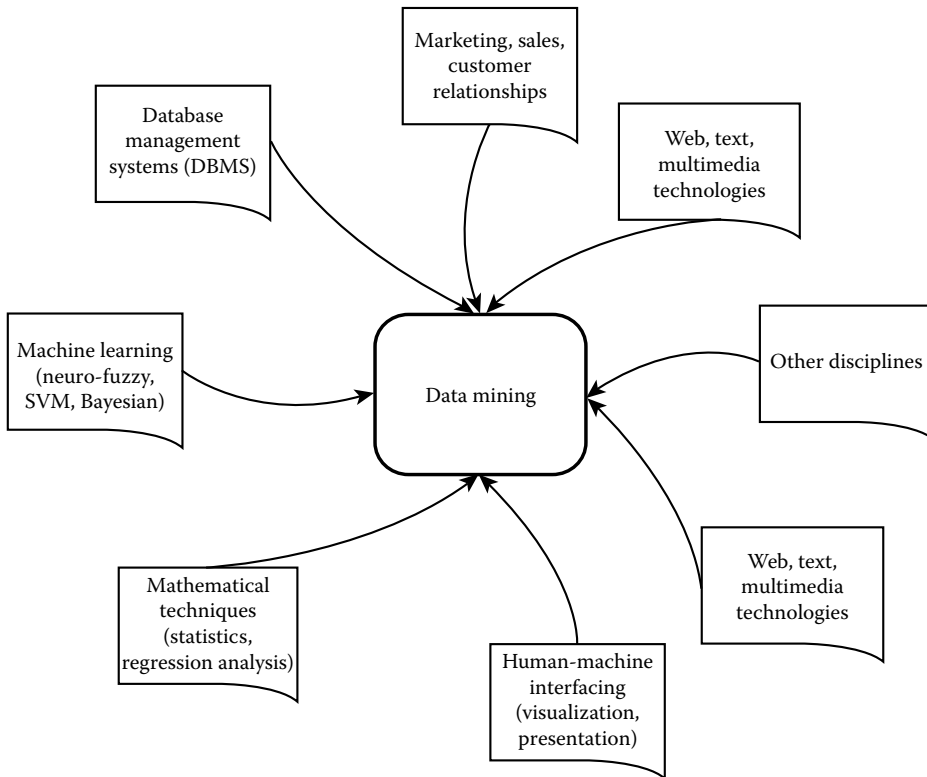 Marketing, sales,
customer
relationships
Database
management
systems (DBMS)
Web, text,
multimedia
technologies
Machine learning
(neuro-fuzzy,
SVM, Bayesian)
Data mining
Other disciplines
Mathematical
techniques
(statistics,
regression analysis)
Human-machine
interfacing
(visualization,
presentation)
Web, text,
multimedia
technologies